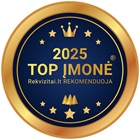 2025
TOP ĮMONĖ®
Rekvizitai.lt REKOMENDUOJA